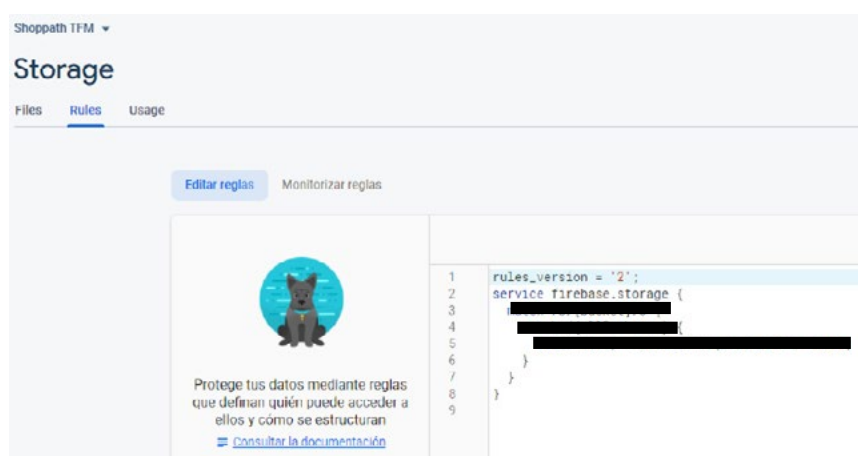 Shoppath TFM
Storage
Files Rules Usage
Editar reglas Monitorizar reglas
Protege tus datos mediante reglas
que definan quién puede acceder a
ellos y cómo se estructuran
Consultar la documentación
1 rules_version = '2';
2 service firebase.storage {
3
4 {
5
6 }
7 }
8 }
9